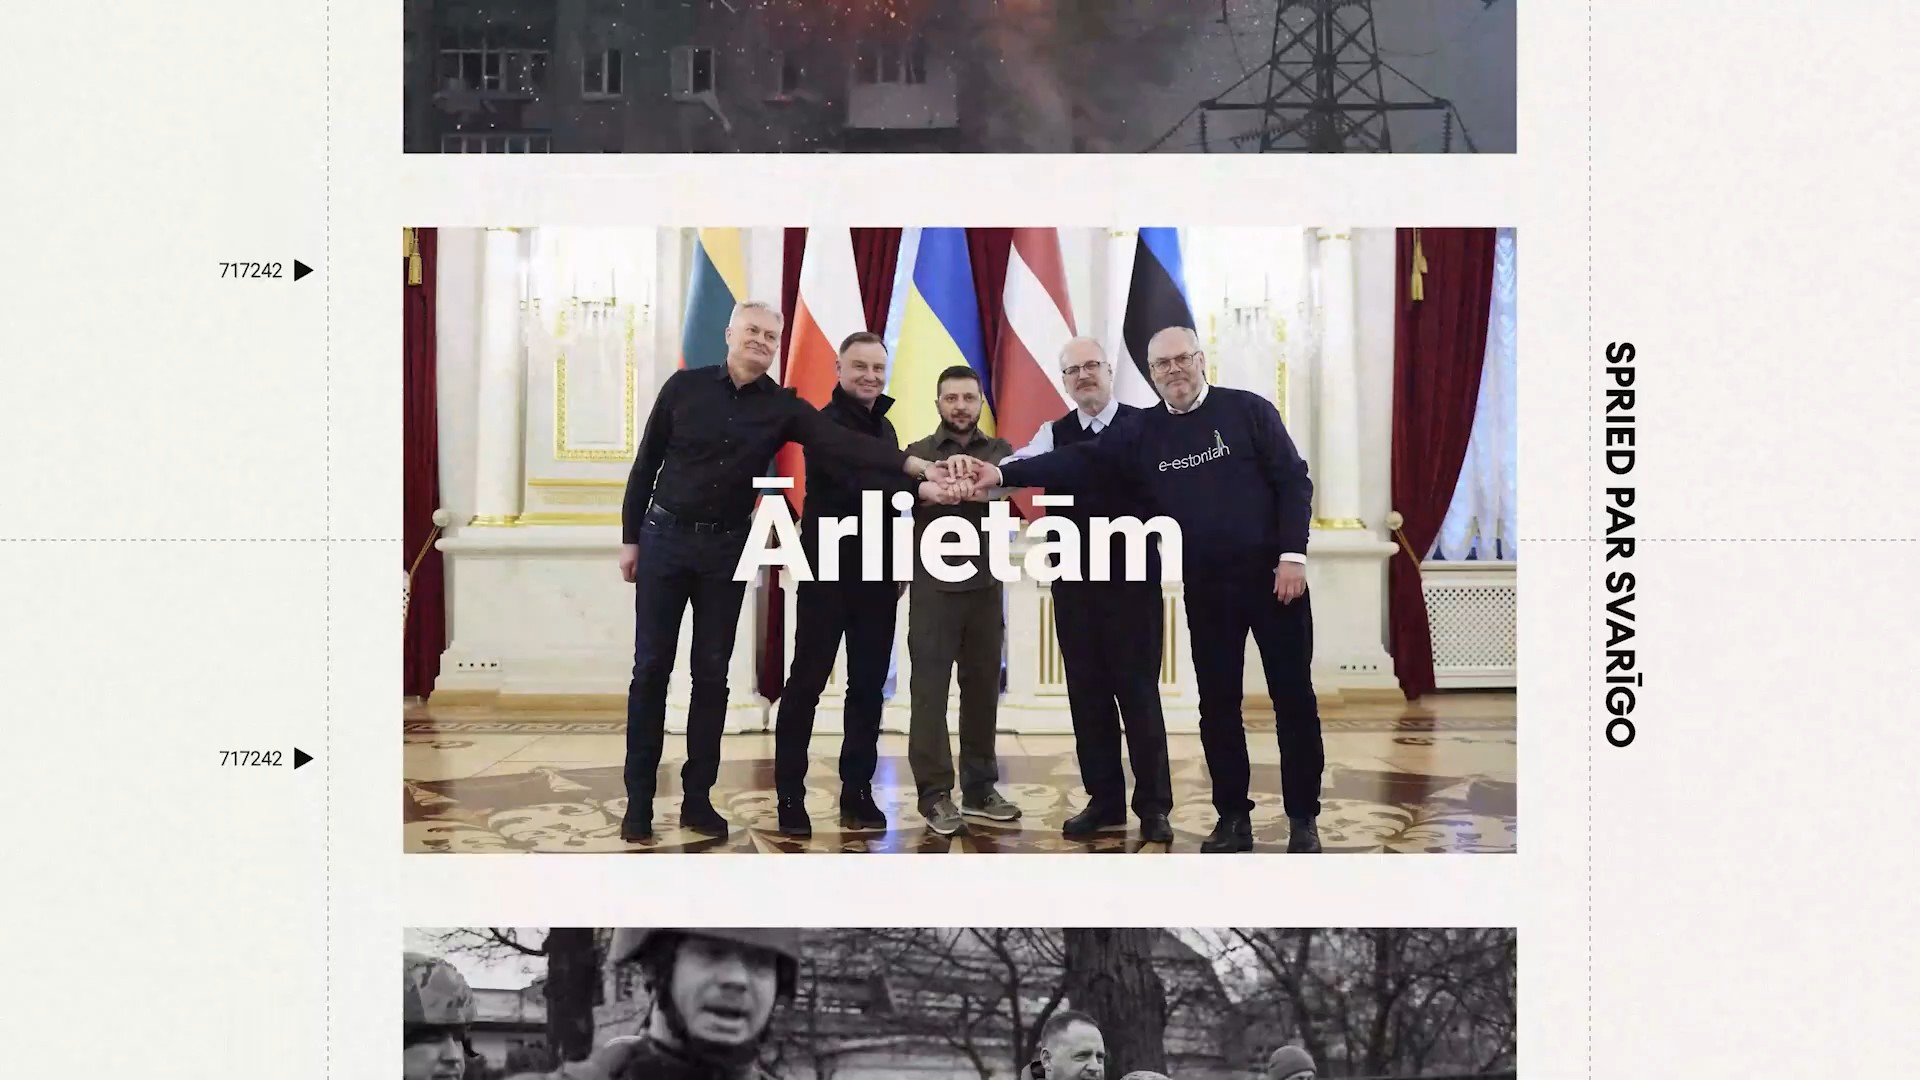 717242
e-estonian
Ārlietām
717242
SPRIED PAR SVARĪGO